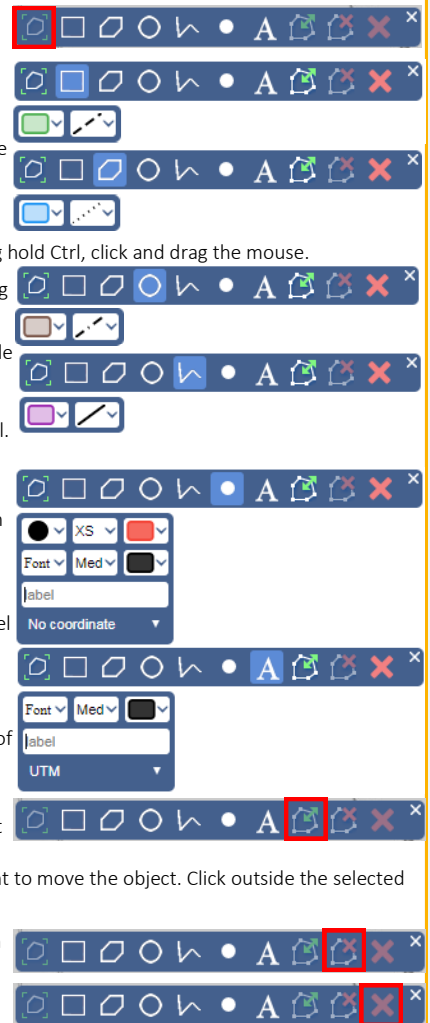 A
A
e
A
hold Ctrl, click and drag the mouse.
A
le
A
l.
A
XS
Font Med
label
No coordinate
el
A
Font Med
label
of
UTM
A
t
t to move the object. Click outside the selected
A
A